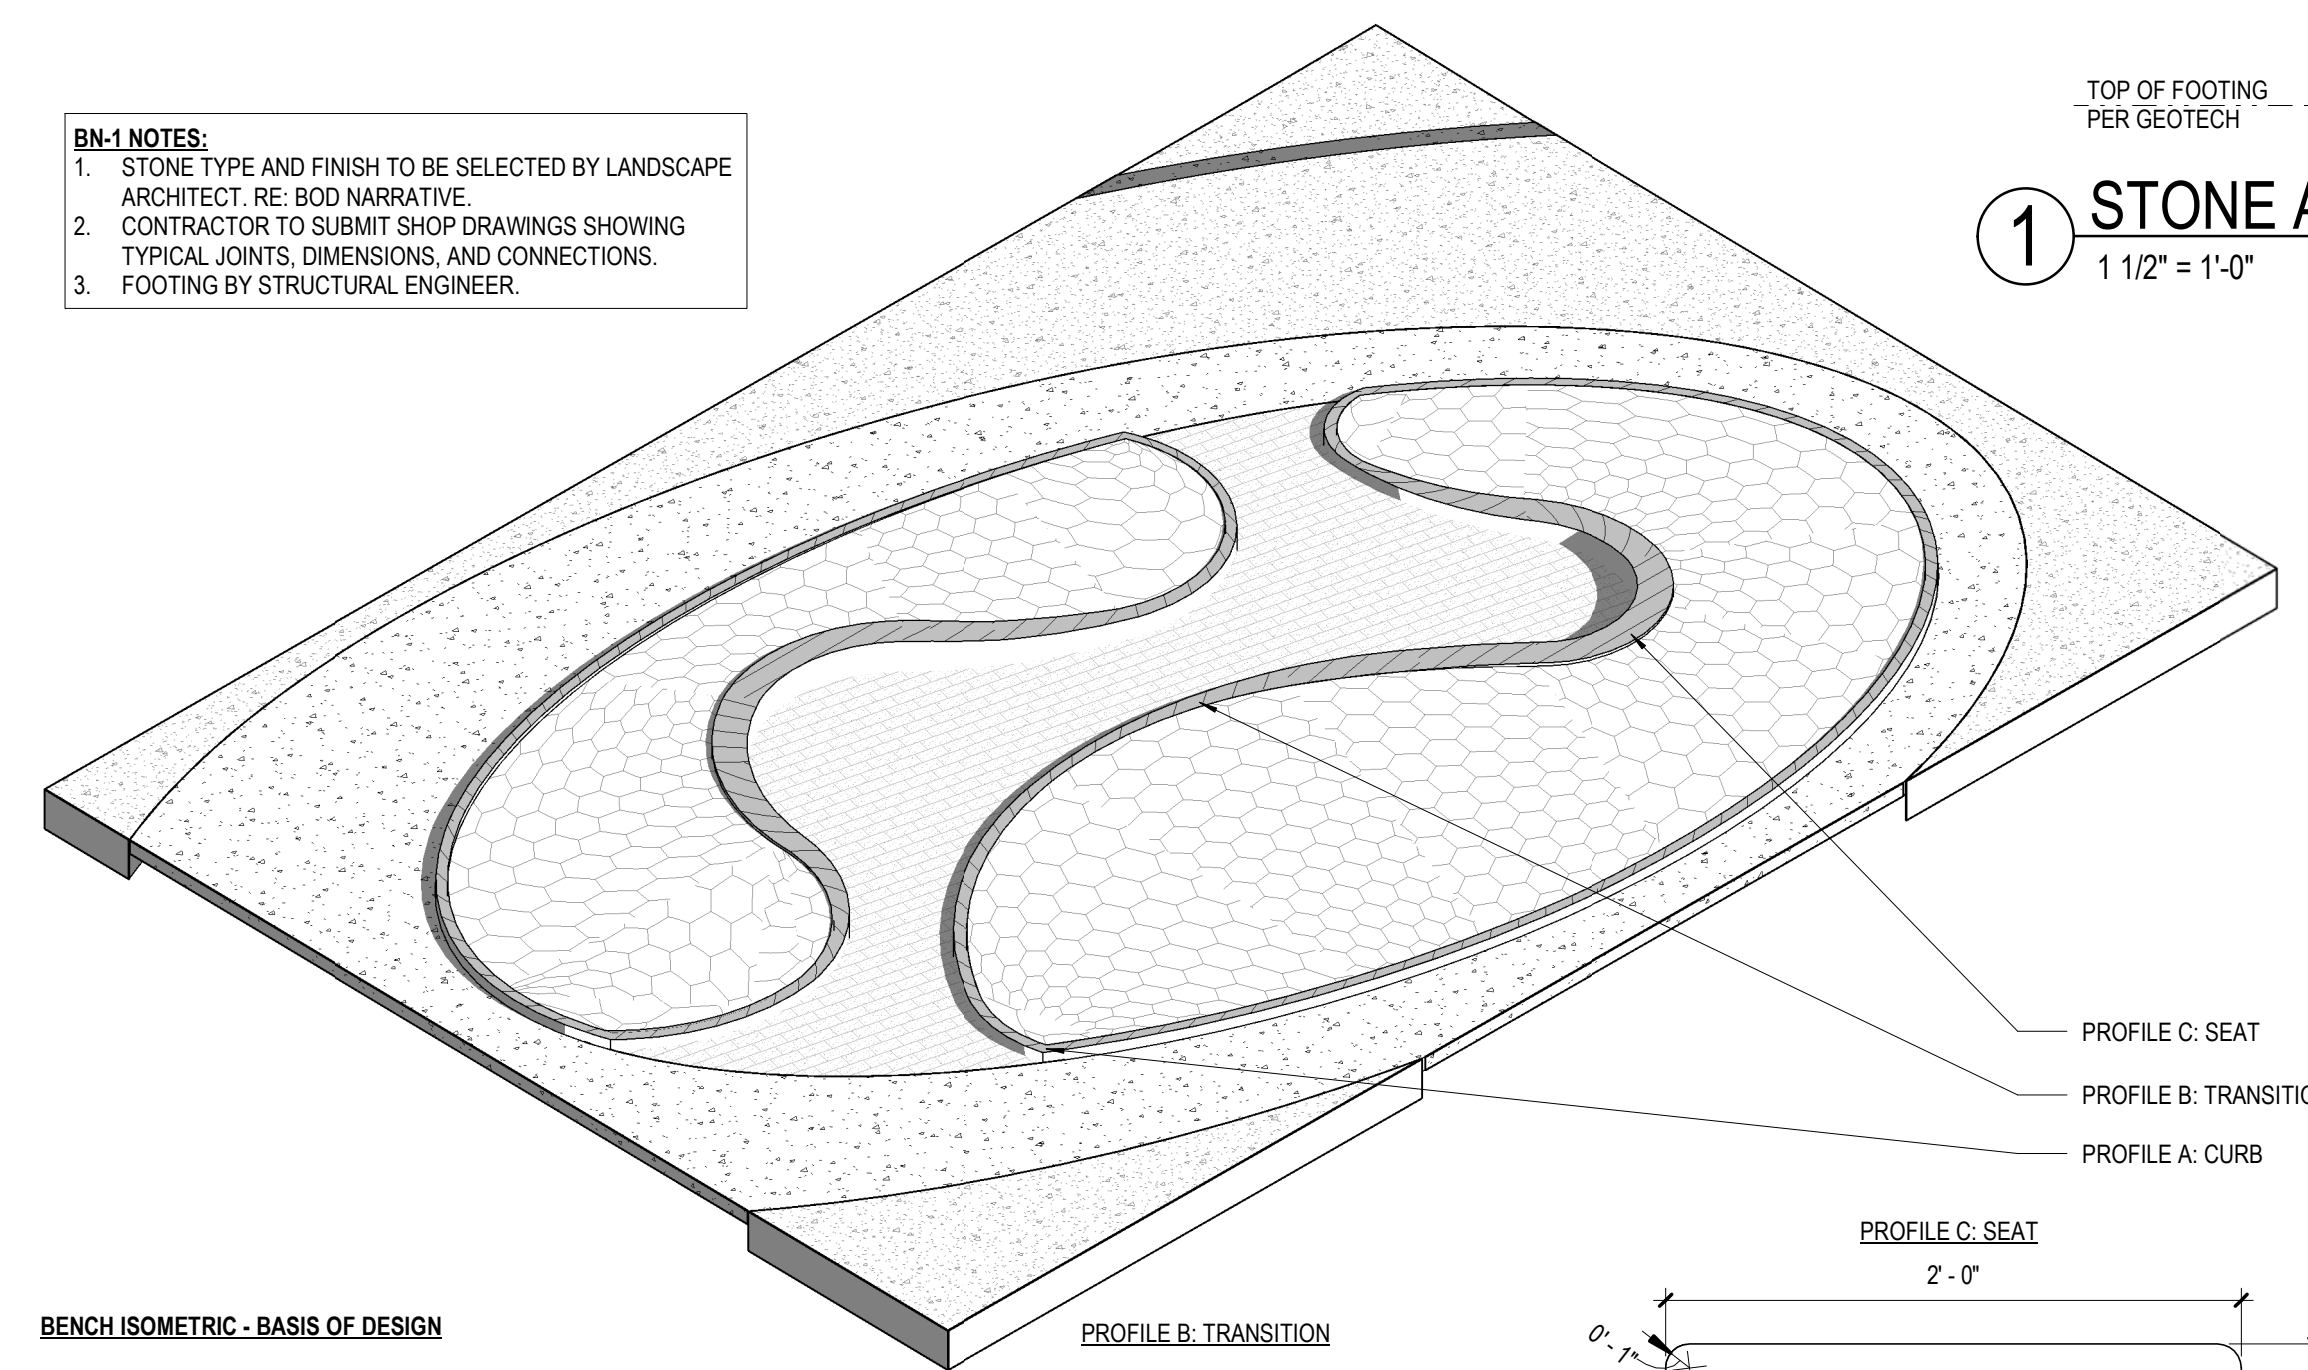 BN-1 NOTES:
1. STONE TYPE AND FINISH TO BE SELECTED BY LANDSCAPE
ARCHITECT. RE: BOD NARRATIVE.
2. CONTRACTOR TO SUBMIT SHOP DRAWINGS SHOWING
TYPICAL JOINTS, DIMENSIONS, AND CONNECTIONS.
3. FOOTING BY STRUCTURAL ENGINEER.
TOP OF FOOTING
PER GEOTECH
1 STONE
1 1/2" = 1'-0"
PROFILE C: SEAT
PROFILE B:
PROFILE A: CURB
PROFILE C: SEAT
2' - 0"
0' - 1"
BENCH ISOMETRIC - BASIS OF DESIGN
PROFILE B: TRANSITION